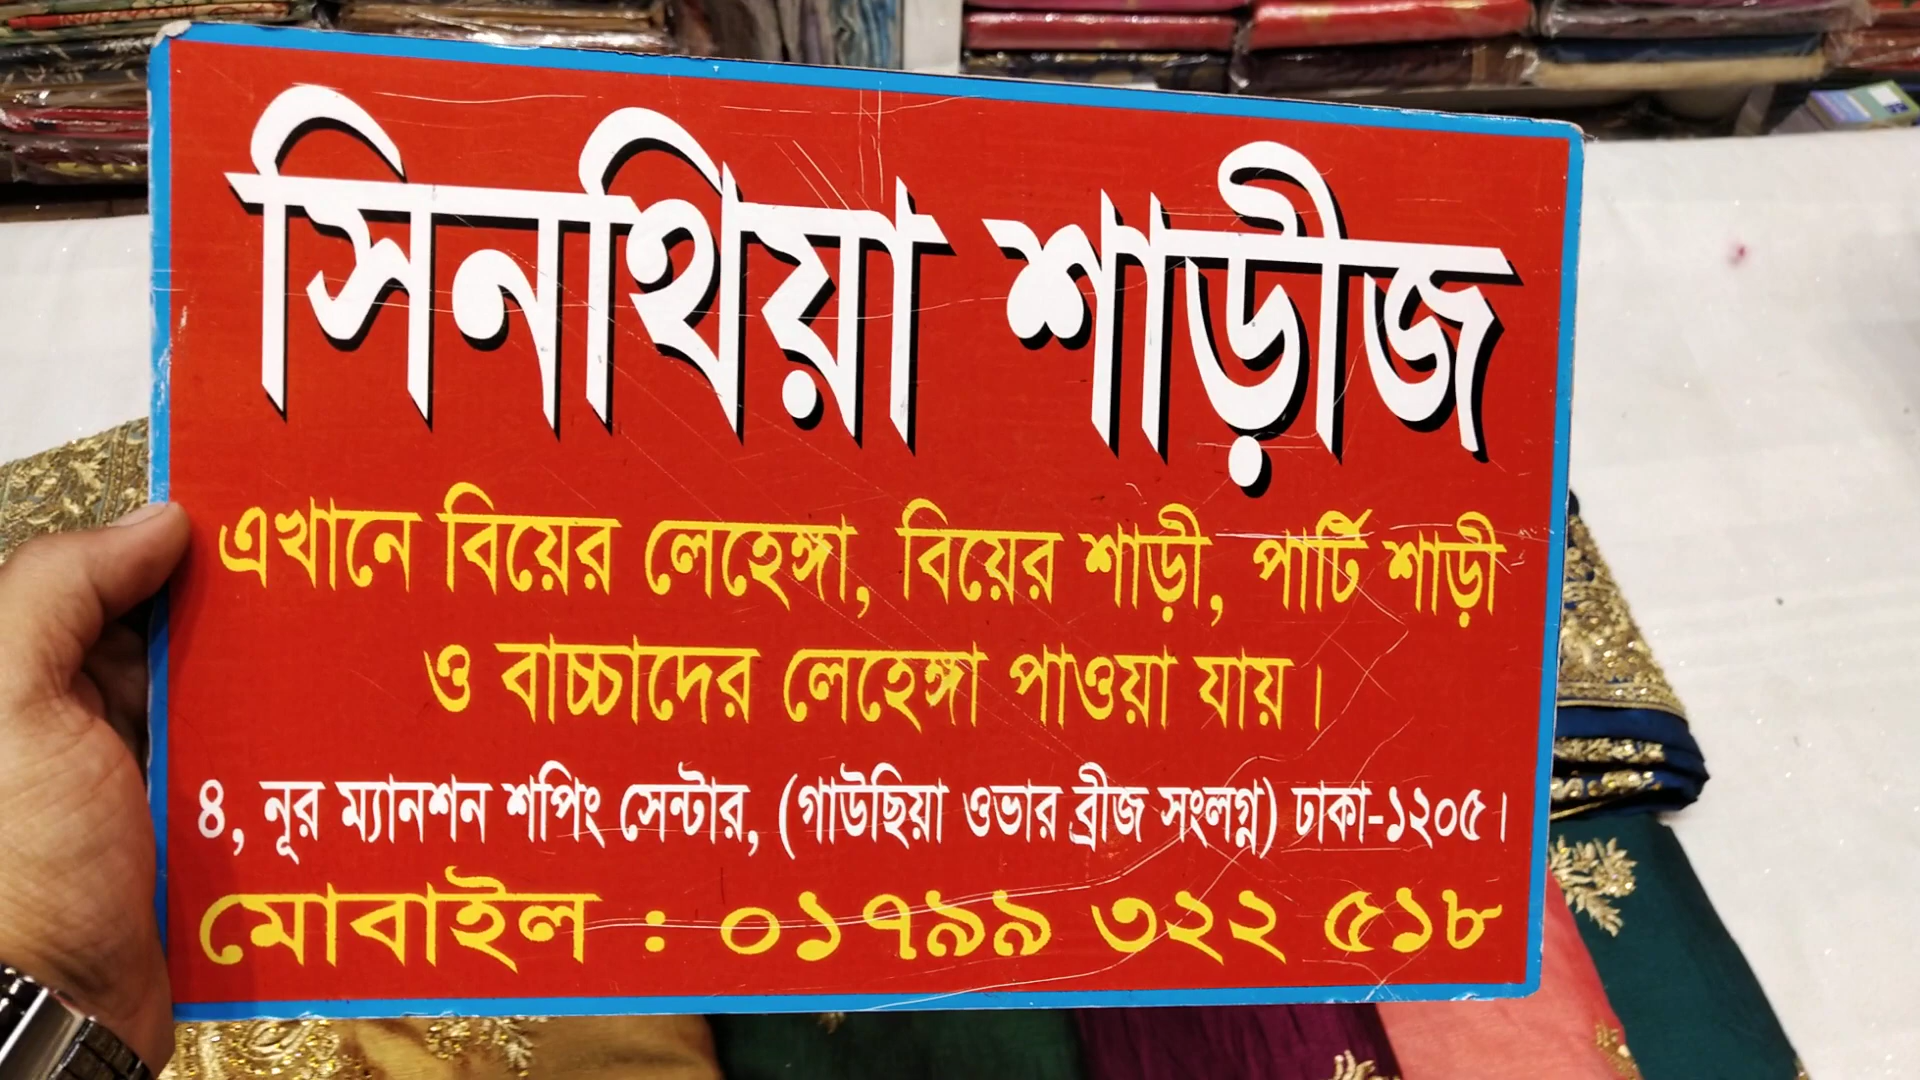 সিনথিয়া শাড়ীজ
এখানে বিয়ের লেহেঙ্গা, বিয়ের শাড়ী, পার্টি শাড়ী
ও বাচ্চাদের লেহেঙ্গা পাওয়া যায়।
৪, নূর ম্যানশন শপিং সেন্টার, (গাউছিয়া ওভার ব্রীজ সংলগ্ন) ঢাকা-১২০৫।
মোবাইল : ০১৭৯৯ ৩২২ ৫১৮